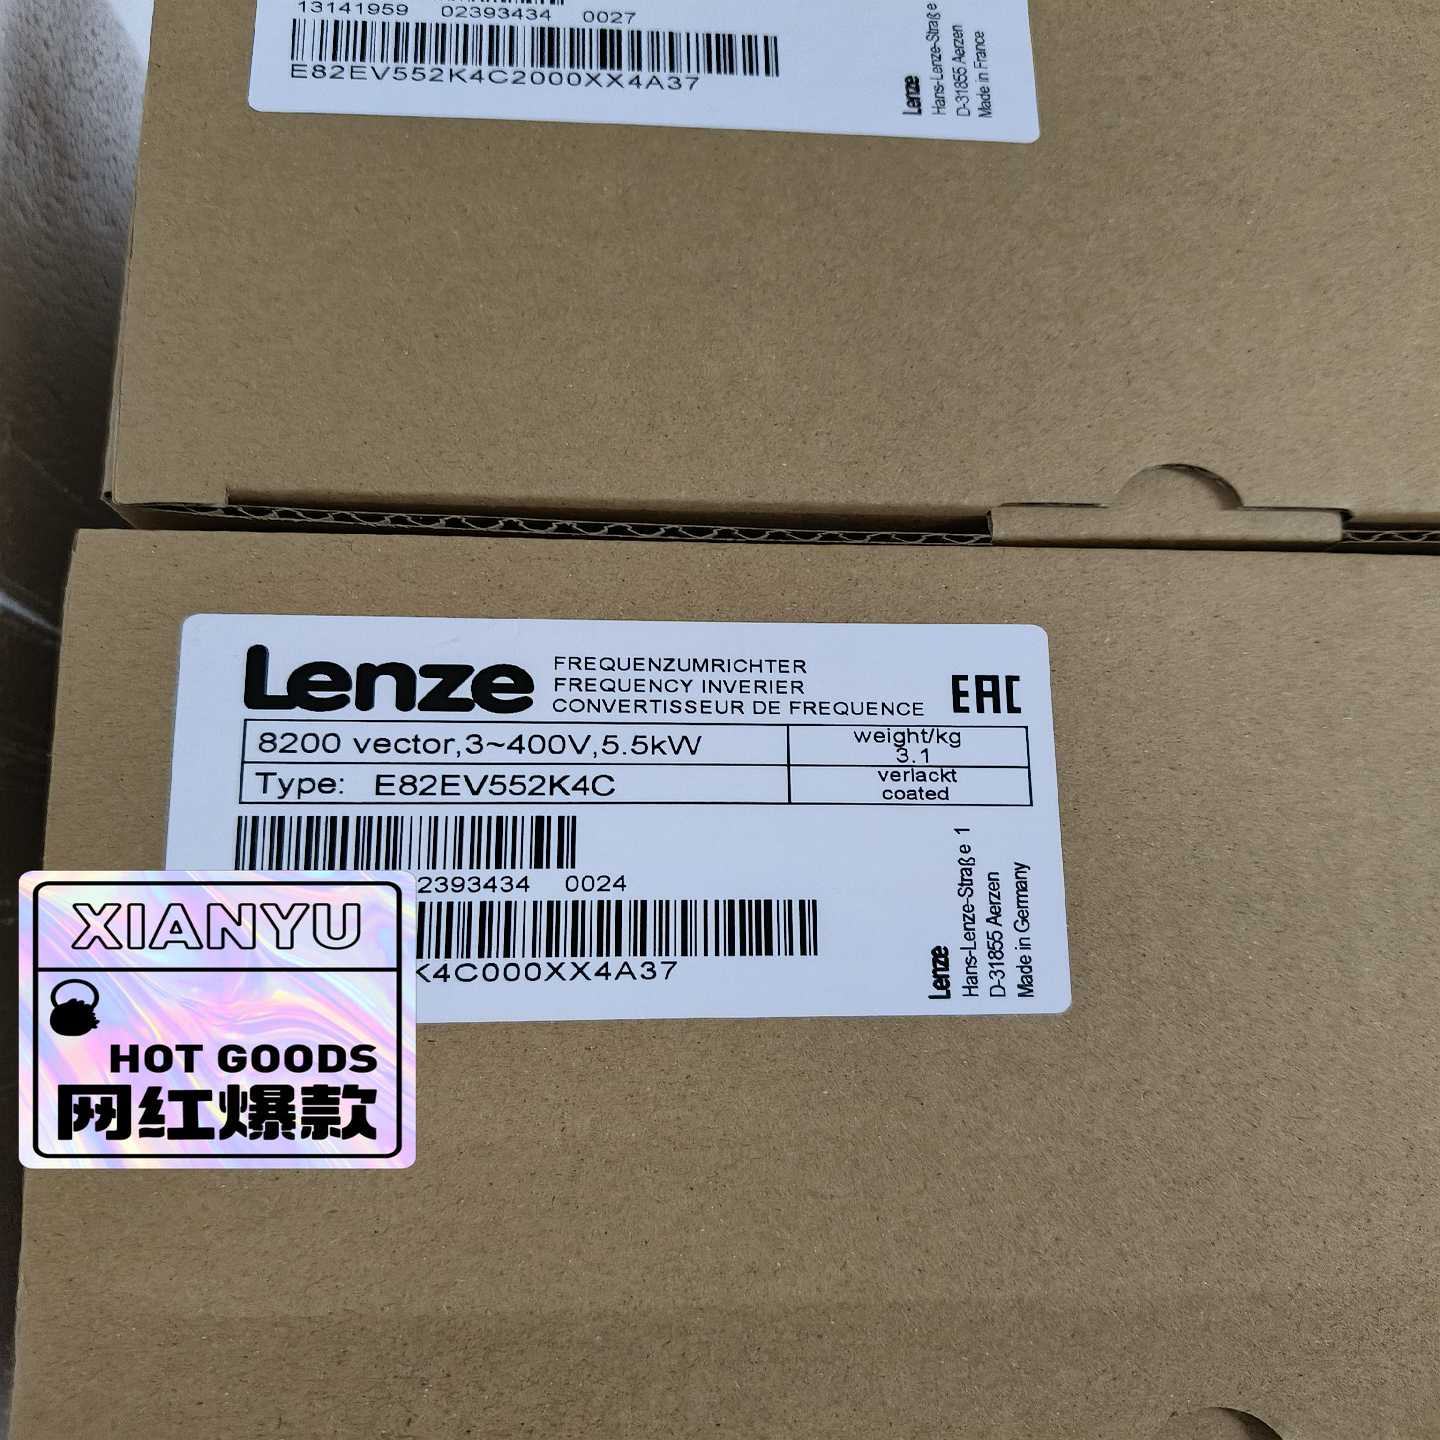 13141959 02393434 0027
E82EV552K4C2000XX4A37
Lenze
Hans-Lenze-Straße
D-31855 Aerzen
Made in France
Lenze
FREQUENZUMRICHTER
FREQUENCY INVERIER
CONVERTISSEUR DE FREQUENCE
EAC
8200 vector,3~400V,5.5kW
weight/kg
3.1
Type: E82EV552K4C
verlackt
coated
2393434 0024
K4C000XX4A37
Lenze
Hans-Lenze-Straße 1
D-31855 Aerzen
Made in Germany
XIANYU
HOT GOODS
网红爆款